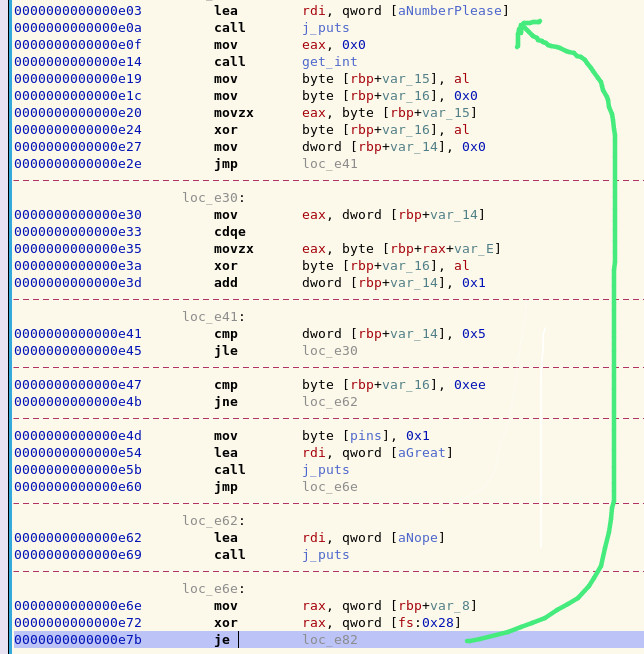 0000000000000e03 lea rdi, qword [aNumberPlease]
0000000000000e0a call j_puts
0000000000000e0f mov eax, 0x0
0000000000000e14 call get_int
0000000000000e19 mov byte [rbp+var_15], al
0000000000000e1c mov byte [rbp+var_16], 0x0
0000000000000e20 movzx eax, byte [rbp+var_15]
0000000000000e24 xor byte [rbp+var_16], al
0000000000000e27 mov dword [rbp+var_14], 0x0
0000000000000e2e jmp loc_e41
loc_e30:
0000000000000e30 mov eax, dword [rbp+var_14]
0000000000000e33 cdqe
0000000000000e35 movzx eax, byte [rbp+rax+var_E]
0000000000000e3a xor byte [rbp+var_16], al
0000000000000e3d add dword [rbp+var_14], 0x1
loc_e41:
0000000000000e41 cmp dword [rbp+var_14], 0x5
0000000000000e45 jle loc_e30
0000000000000e47 cmp byte [rbp+var_16], 0xee
0000000000000e4b jne loc_e62
0000000000000e4d mov byte [pins], 0x1
0000000000000e54 lea rdi, qword [aGreat]
0000000000000e5b call j_puts
0000000000000e60 jmp loc_e6e
loc_e62:
0000000000000e62 lea rdi, qword [aNope]
0000000000000e69 call j_puts
loc_e6e:
0000000000000e6e mov rax, qword [rbp+var_8]
0000000000000e72 xor rax, qword [fs:0x28]
0000000000000e7b je loc_e82